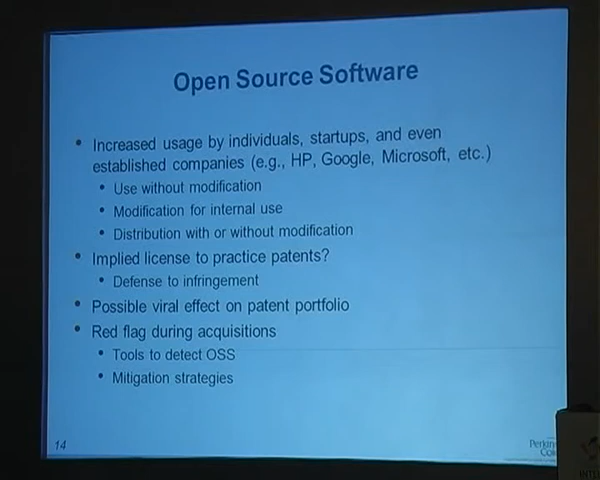 Open Source Software
• Increased usage by individuals, startups, and even
established companies (e.g., HP, Google, Microsoft, etc.)
• Use without modification
• Modification for internal use
• Distribution with or without modification
• Implied license to practice patents?
• Defense to infringement
• Possible viral effect on patent portfolio
• Red flag during acquisitions
• Tools to detect OSS
• Mitigation strategies
14